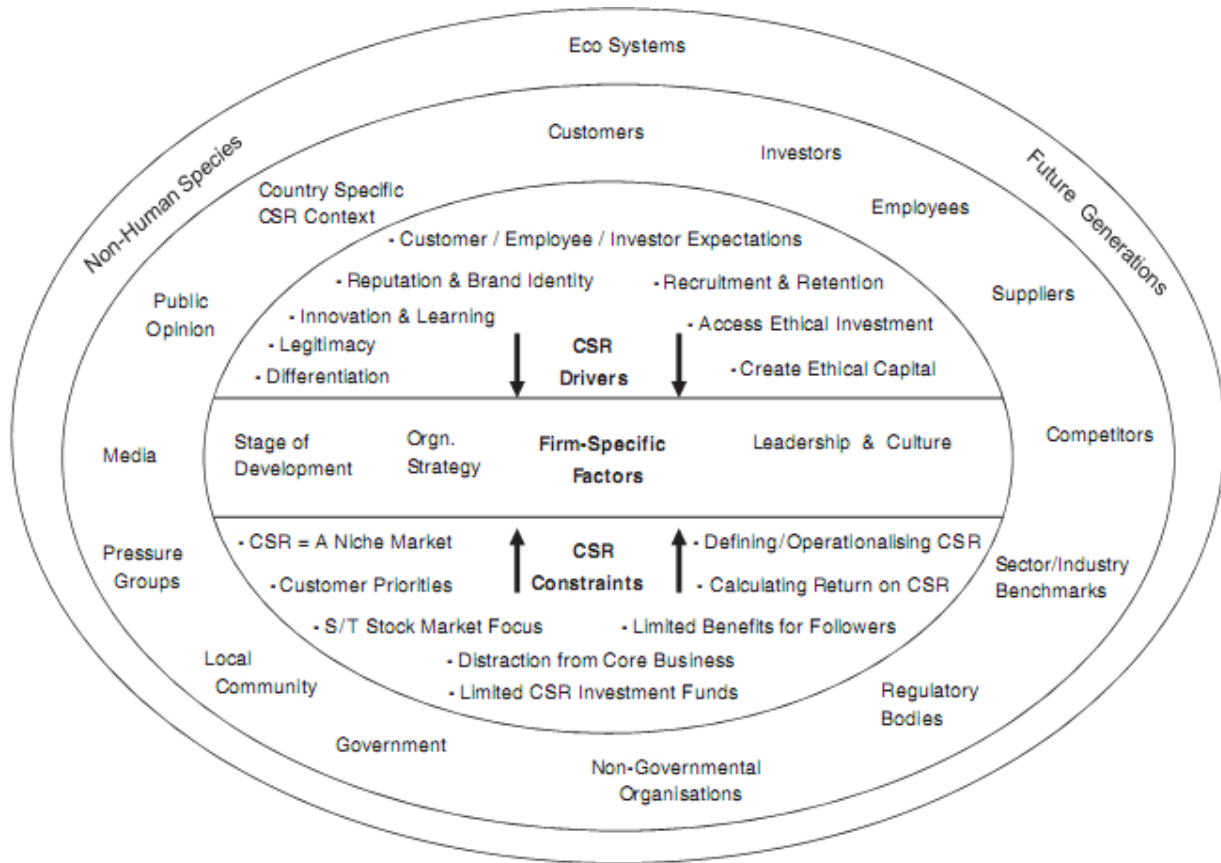 Eco Systems
Non-Human Species
Future Generations
Customers
Investors
Country Specific
CSR Context
Employees
Public
Opinion
Suppliers
Media
Competitors
Pressure
Groups
Sector/Industry
Benchmarks
Local
Community
Regulatory
Bodies
Government
Non-Governmental
Organisations
- Customer / Employee / Investor Expectations
- Reputation & Brand Identity
- Recruitment & Retention
- Innovation & Learning
- Access Ethical Investment
- Legitimacy
- Differentiation
- Create Ethical Capital
CSR
Drivers
Stage of
Development
Orgn.
Strategy
Firm-Specific
Factors
Leadership & Culture
- CSR = A Niche Market
CSR
Constraints
- Defining/Operationalising CSR
- Customer Priorities
- Calculating Return on CSR
- S/T Stock Market Focus
- Limited Benefits for Followers
- Distraction from Core Business
- Limited CSR Investment Funds